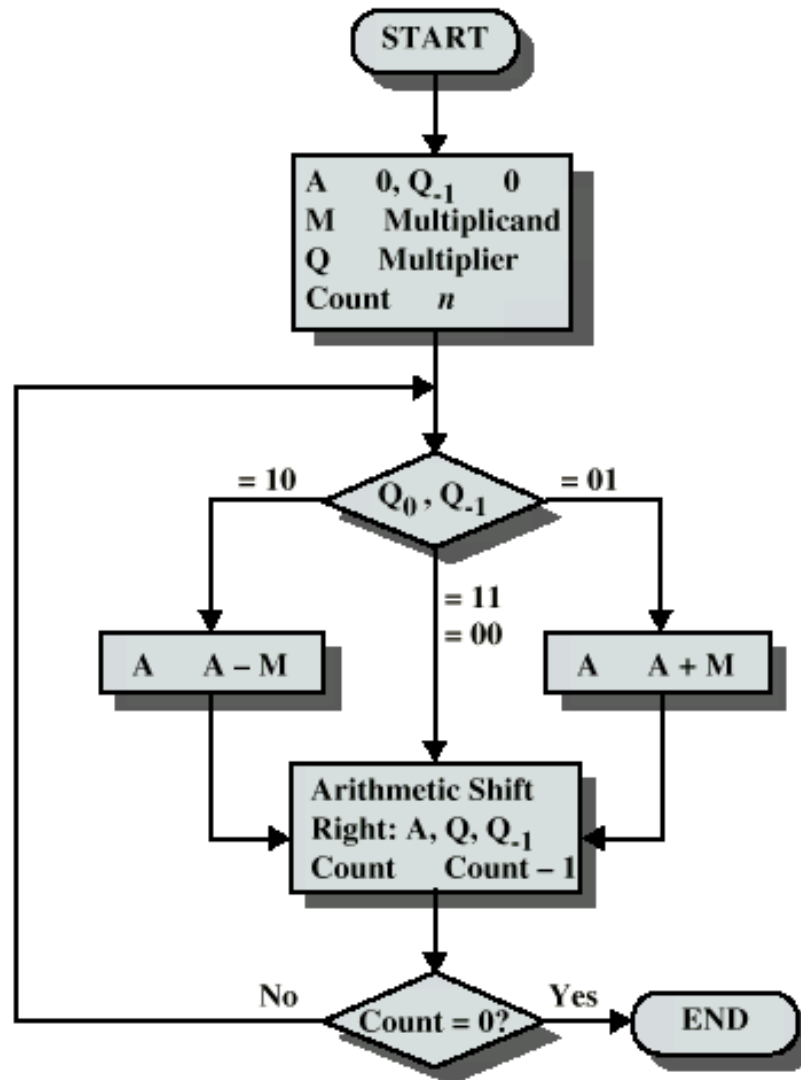 START
A 0, Q-1 0
M Multiplicand
Q Multiplier
Count n
= 10
Q0 , Q-1
= 01
= 11
= 00
A A – M
A A + M
Arithmetic Shift
Right: A, Q, Q-1
Count Count – 1
No
Count = 0?
Yes
END